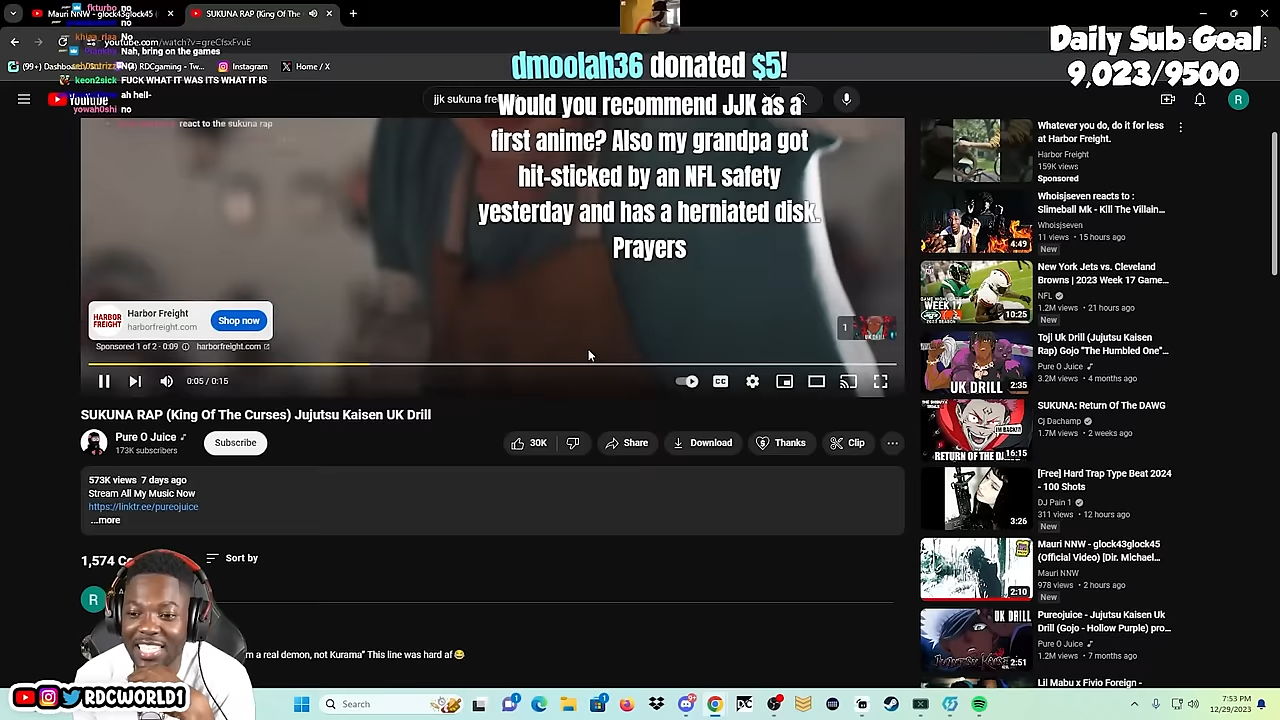 Mauri NNW - glock43glock45
SUKUNA RAP (King Of The
fkturbo
no
no
No
youtube.com/watch?v=greCfsxFvuE
Nah, bring on the games
(99+)
RDCgaming - Tw...
Instagram
Home / X
NO
keon2sick FUCK WHAT IT WAS ITS WHAT IT IS
ah hell-
yowah0shi no
YouTube
jjk sukuna
R
Daily Sub Goal
9,023/9500
dmoolah36 donated $5!
Would you recommend JJK as a
first anime? Also my grandpa got
hit-sticked by an NFL safety
yesterday and has a herniated disk.
Prayers
react to the sukuna rap
HARBOR FREIGHT
Harbor Freight
harborfreight.com
Shop now
Sponsored 1 of 2 · 0:09
harborfreight.com
1
0:05 / 0:15
CC
SUKUNA RAP (King Of The Curses) Jujutsu Kaisen UK Drill
Pure O Juice
173K subscribers
Subscribe
30K
Share
Download
Thanks
Clip
573K views 7 days ago
Stream All My Music Now
https://linktr.ee/pureojuice
...more
1,574
Sort by
R
m a real demon, not Kurama" This line was hard af😂
RDCWORLD1
Whatever you do, do it for less
at Harbor Freight.
Harbor Freight
159K views
Sponsored
Whoisjseven reacts to :
Slimeball Mk - Kill The Villain...
Whoisjseven
11 views · 15 hours ago
New
4:49
New York Jets vs. Cleveland
Browns | 2023 Week 17 Game...
NFL
1.2M views · 21 hours ago
New
WEEK 17
10:25
Toji Uk Drill (Jujutsu Kaisen
Rap) Gojo "The Humbled One"...
Pure O Juice
3.2M views · 4 months ago
UK DRILL
2:35
SUKUNA: Return Of The DAWG
Cj Dachamp
1.7M views · 2 weeks ago
RETURN OF THE
16:15
[Free] Hard Trap Type Beat 2024
- 100 Shots
DJ Pain 1
311 views · 12 hours ago
New
3:26
Mauri NNW - glock43glock45
(Official Video) [Dir. Michael...
Mauri NNW
978 views · 2 hours ago
New
2:10
Pureojuice - Jujutsu Kaisen Uk
Drill (Gojo - Hollow Purple) pro...
Pure O Juice
1.2M views · 7 months ago
UK DRILL
2:51
Lil Mabu x Fivio Foreign -
Search
7:53 PM
12/29/2023